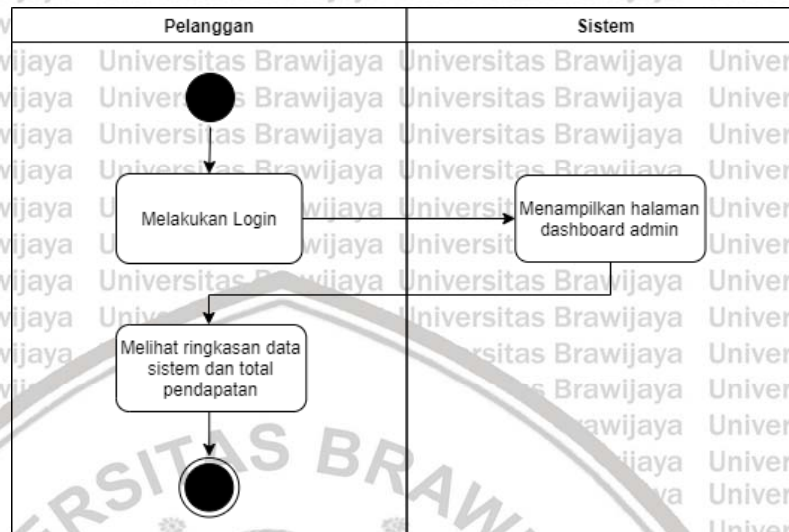 Pelanggan
Sistem
Melakukan Login
Menampilkan halaman
dashboard admin
Melihat ringkasan data
sistem dan total
pendapatan